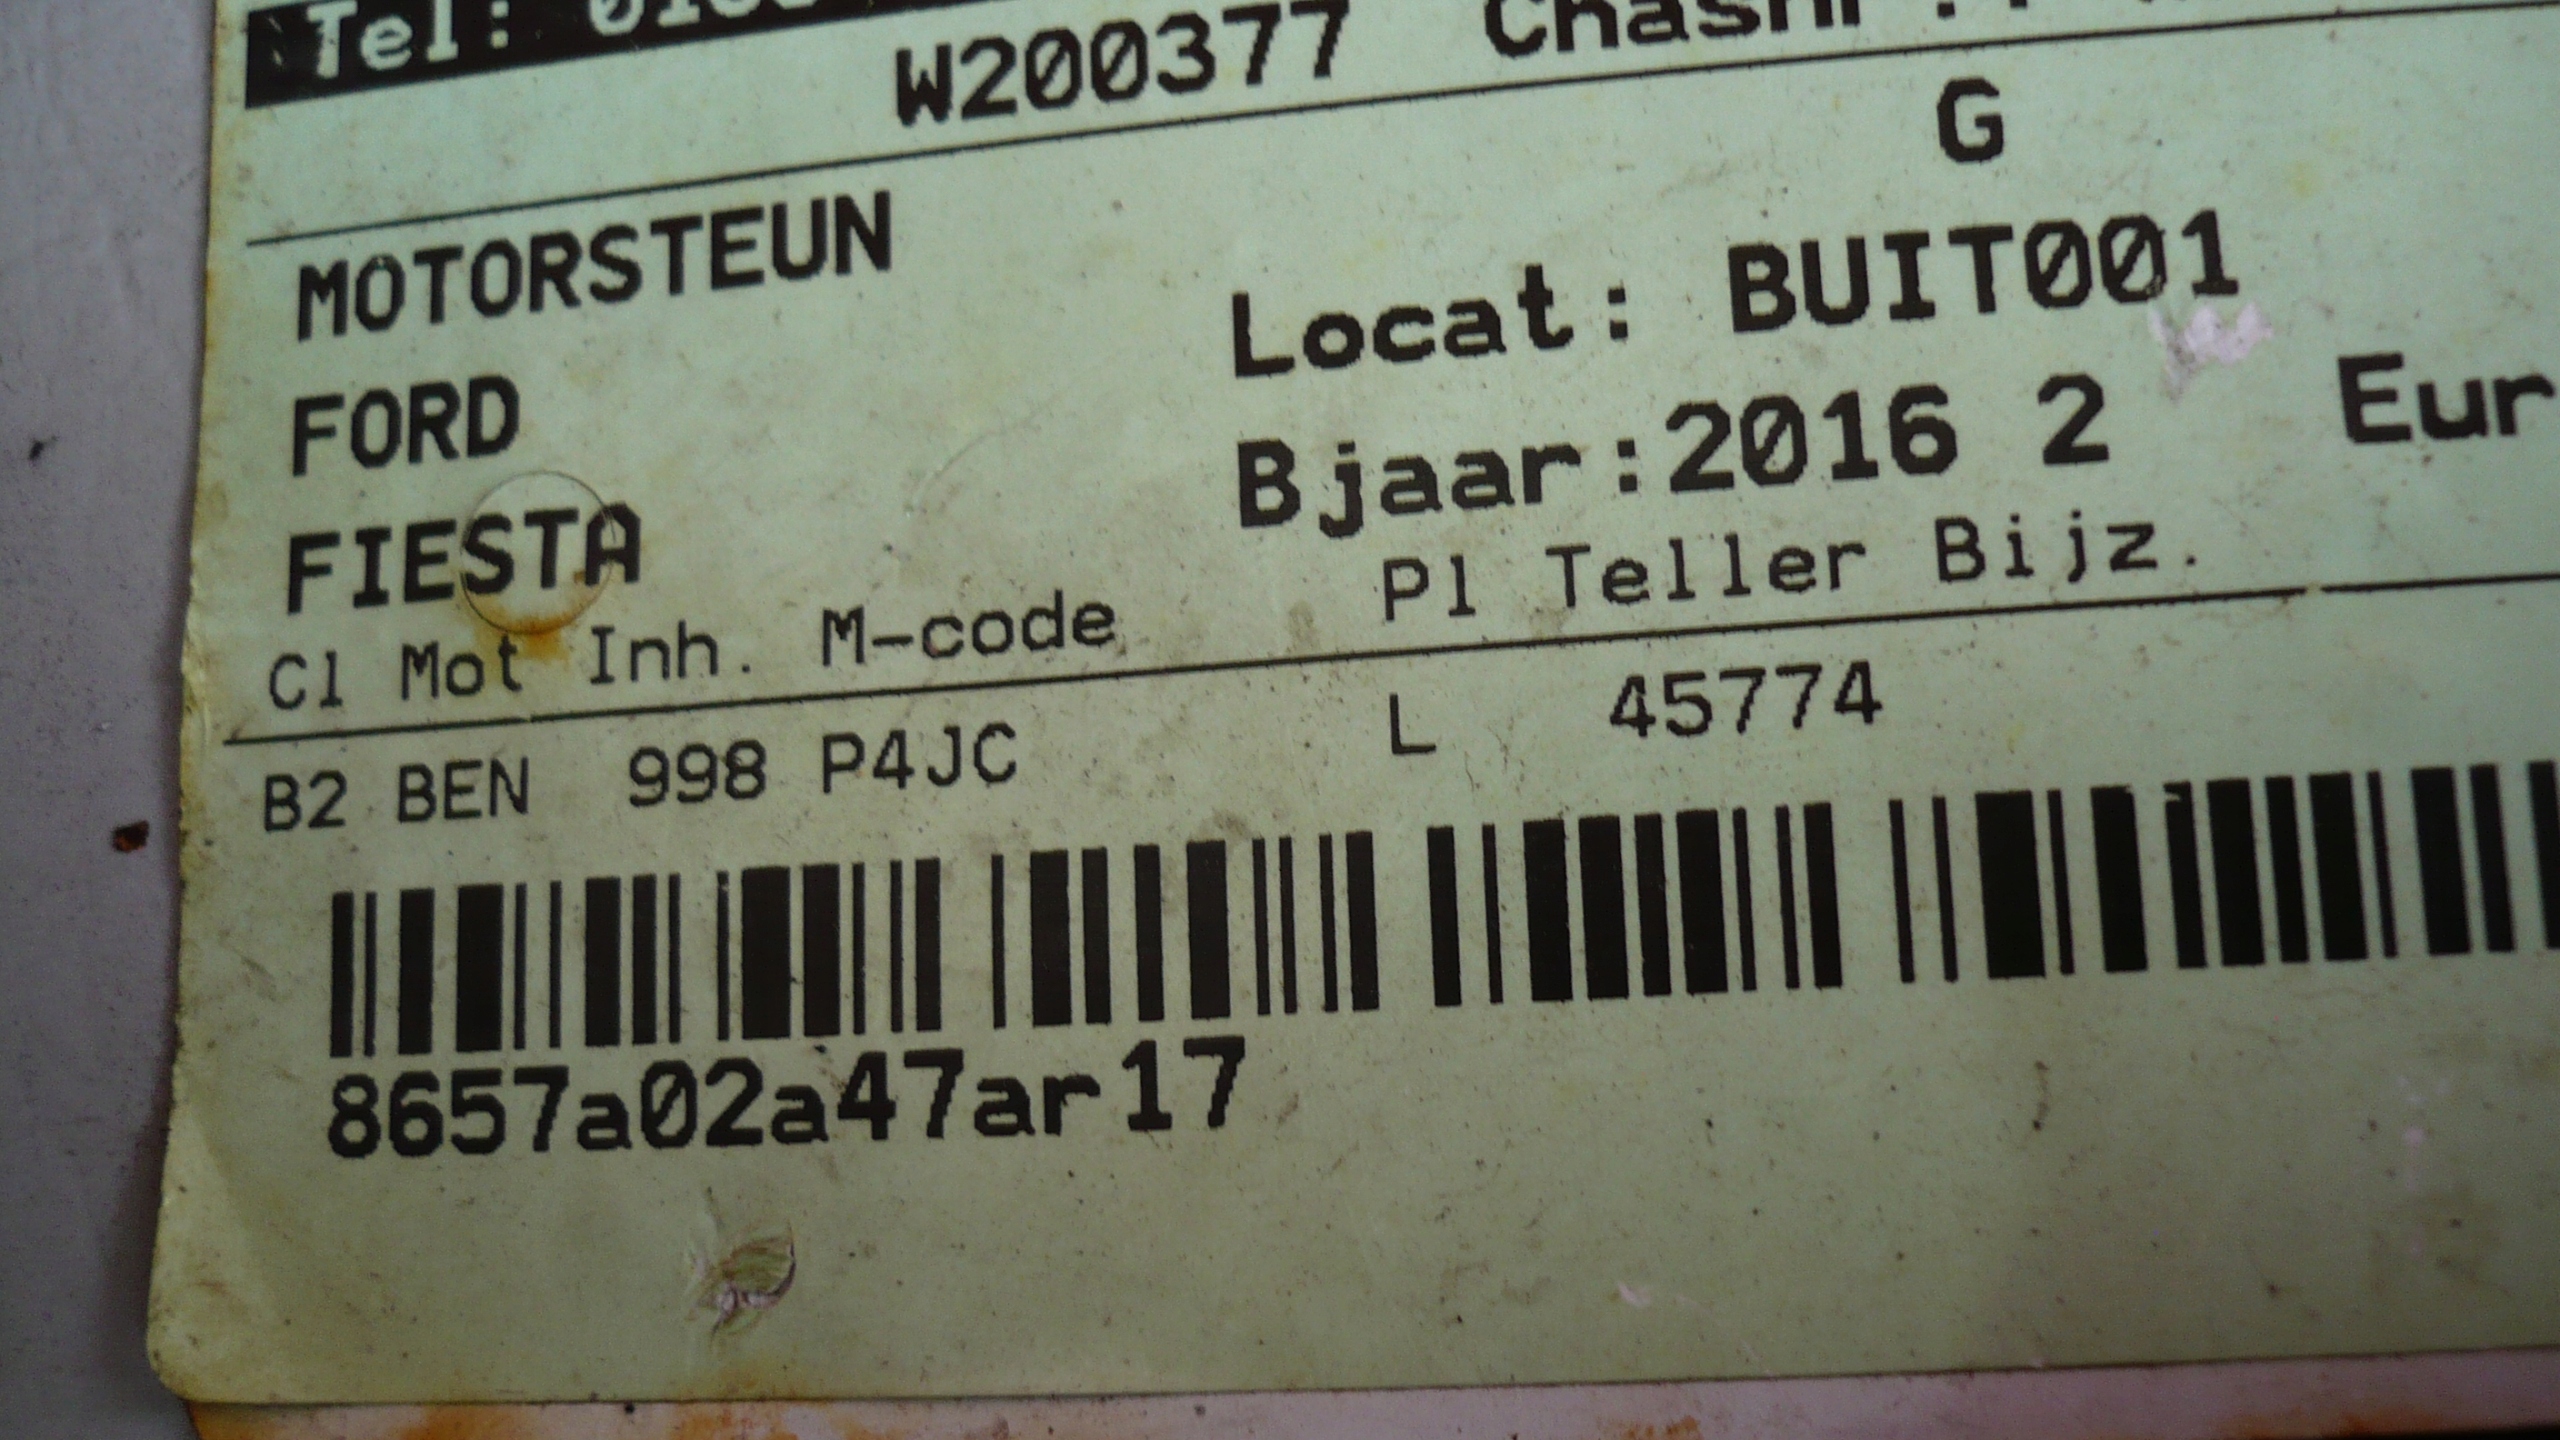 Tel:
W200377 Chasnr.:
G
MOTORSTEUN
Locat: BUIT001
FORD
Bjaar:2016 2 Eur
FIESTA
Cl Mot Inh. M-code Pl Teller Bijz.
B2 BEN 998 P4JC L 45774
8657a02a47ar17